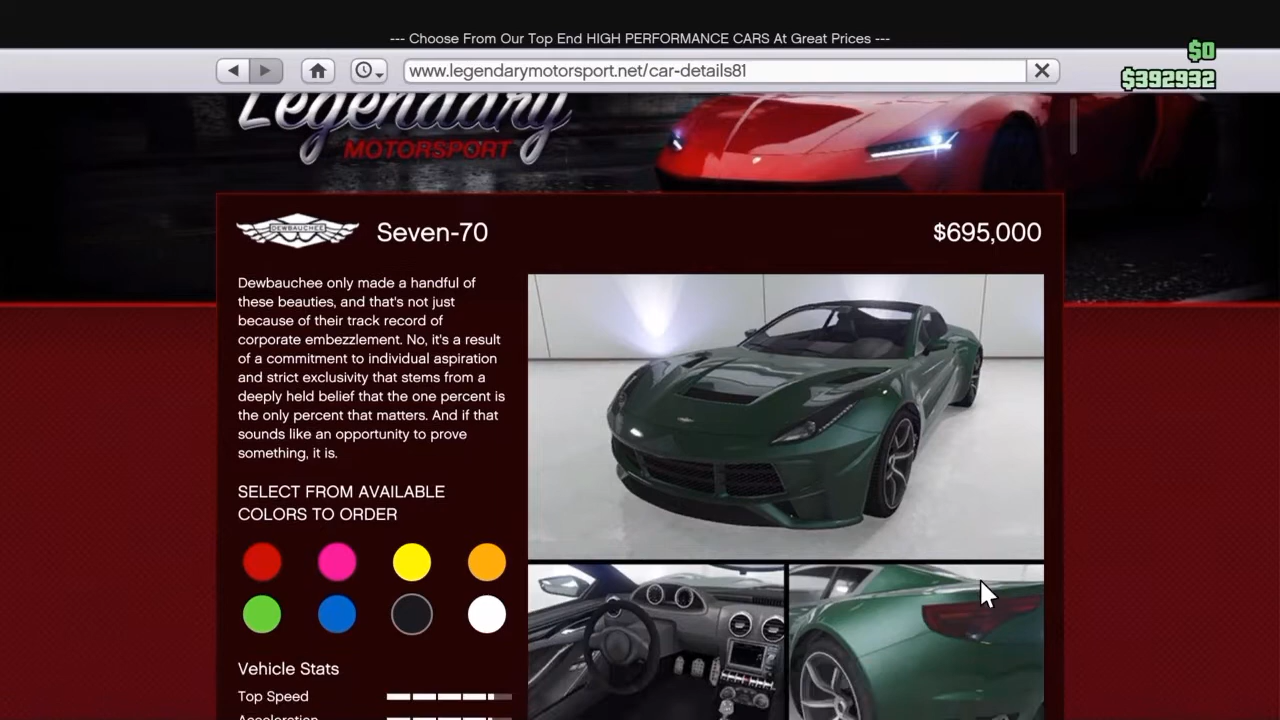 --- Choose From Our Top End HIGH PERFORMANCE CARS At Great Prices ---
$0
www.legendarymotorsport.net/car-details81
$392932
Legendary
MOTORSPORT
DEWBAUCHEE
Seven-70
$695,000
Dewbauchee only made a handful of
these beauties, and that's not just
because of their track record of
corporate embezzlement. No, it's a result
of a commitment to individual aspiration
and strict exclusivity that stems from a
deeply held belief that the one percent is
the only percent that matters. And if that
sounds like an opportunity to prove
something, it is.
SELECT FROM AVAILABLE
COLORS TO ORDER
Vehicle Stats
Top Speed
Acceleration